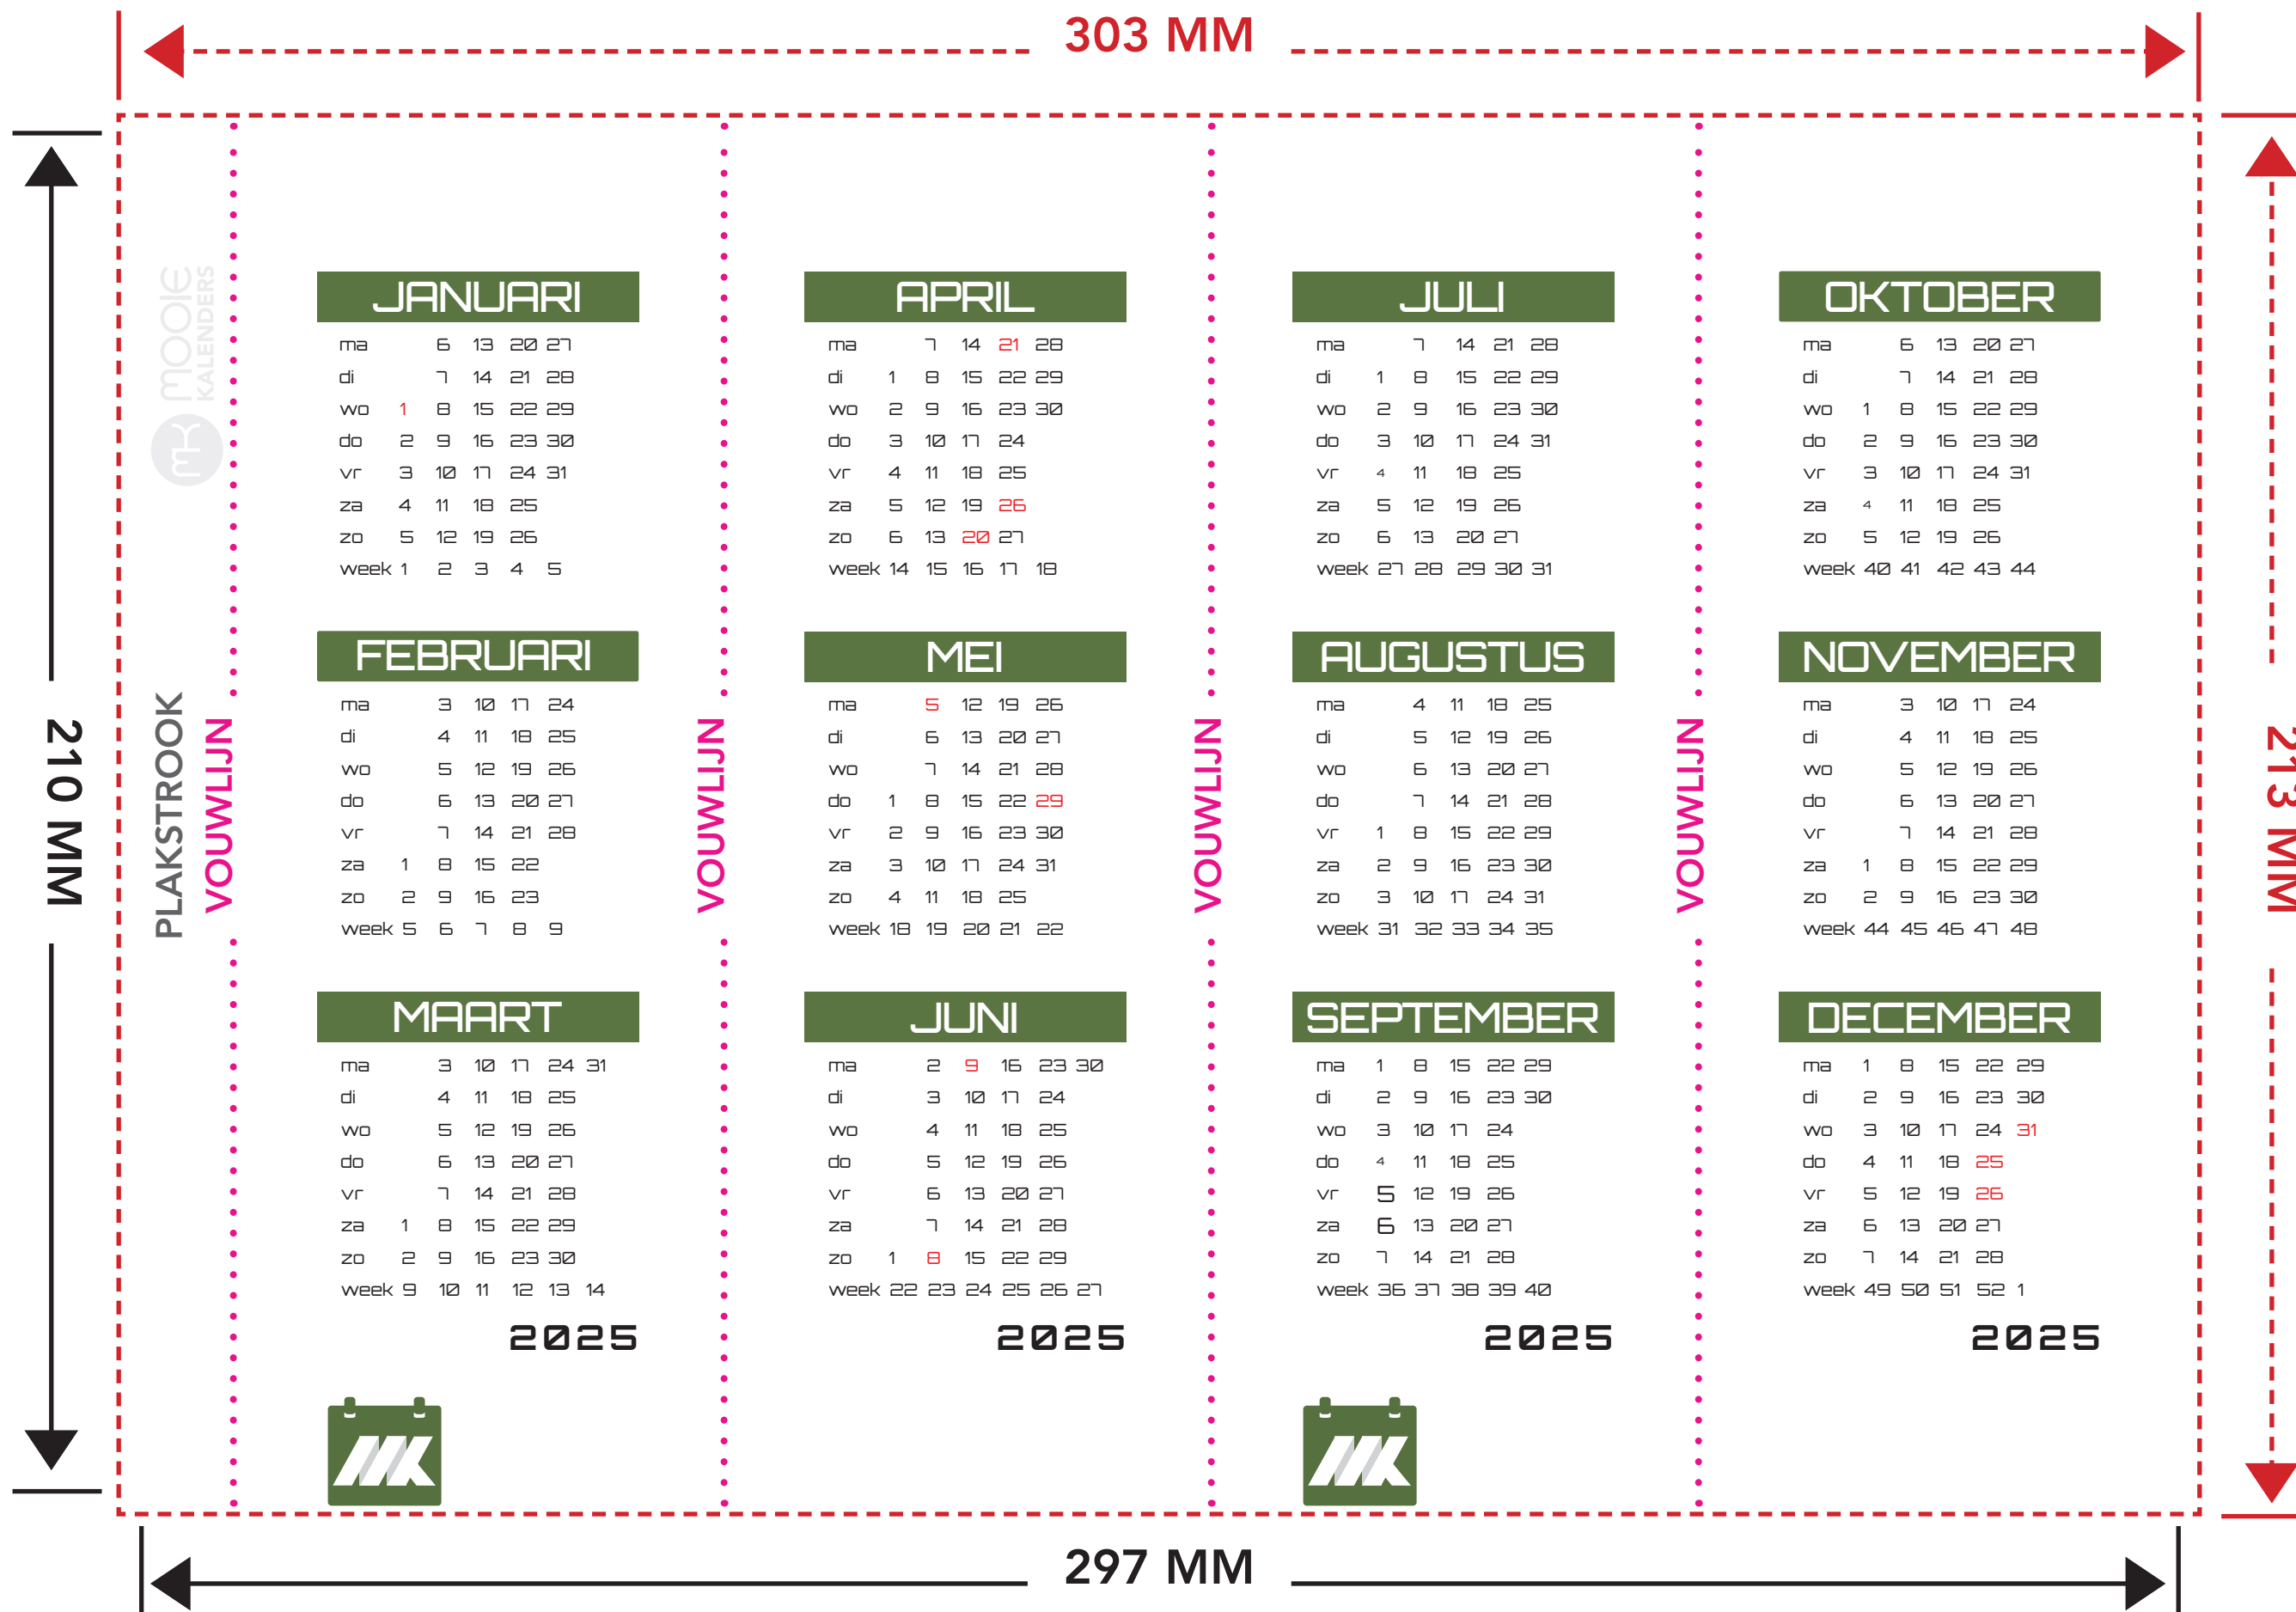 303 MM
210 MM
213 MM
mooie
KALENDERS
mk
PLAKSTROOK
VOUWLIJN
JANUARI
ma 6 13 20 27
di 7 14 21 28
wo 1 8 15 22 29
do 2 9 16 23 30
vr 3 10 17 24 31
za 4 11 18 25
zo 5 12 19 26
week 1 2 3 4 5
FEBRUARI
ma 3 10 17 24
di 4 11 18 25
wo 5 12 19 26
do 6 13 20 27
vr 7 14 21 28
za 1 8 15 22
zo 2 9 16 23
week 5 6 7 8 9
MAART
ma 3 10 17 24 31
di 4 11 18 25
wo 5 12 19 26
do 6 13 20 27
vr 7 14 21 28
za 1 8 15 22 29
zo 2 9 16 23 30
week 9 10 11 12 13 14
2025
MK
VOUWLIJN
APRIL
ma 7 14 21 28
di 1 8 15 22 29
wo 2 9 16 23 30
do 3 10 17 24
vr 4 11 18 25
za 5 12 19 26
zo 6 13 20 27
week 14 15 16 17 18
MEI
ma 5 12 19 26
di 6 13 20 27
wo 7 14 21 28
do 1 8 15 22 29
vr 2 9 16 23 30
za 3 10 17 24 31
zo 4 11 18 25
week 18 19 20 21 22
JUNI
ma 2 9 16 23 30
di 3 10 17 24
wo 4 11 18 25
do 5 12 19 26
vr 6 13 20 27
za 7 14 21 28
zo 1 8 15 22 29
week 22 23 24 25 26 27
2025
VOUWLIJN
JULI
ma 7 14 21 28
di 1 8 15 22 29
wo 2 9 16 23 30
do 3 10 17 24 31
vr 4 11 18 25
za 5 12 19 26
zo 6 13 20 27
week 27 28 29 30 31
AUGUSTUS
ma 4 11 18 25
di 5 12 19 26
wo 6 13 20 27
do 7 14 21 28
vr 1 8 15 22 29
za 2 9 16 23 30
zo 3 10 17 24 31
week 31 32 33 34 35
SEPTEMBER
ma 1 8 15 22 29
di 2 9 16 23 30
wo 3 10 17 24
do 4 11 18 25
vr 5 12 19 26
za 6 13 20 27
zo 7 14 21 28
week 36 37 38 39 40
2025
MK
VOUWLIJN
OKTOBER
ma 6 13 20 27
di 7 14 21 28
wo 1 8 15 22 29
do 2 9 16 23 30
vr 3 10 17 24 31
za 4 11 18 25
zo 5 12 19 26
week 40 41 42 43 44
NOVEMBER
ma 3 10 17 24
di 4 11 18 25
wo 5 12 19 26
do 6 13 20 27
vr 7 14 21 28
za 1 8 15 22 29
zo 2 9 16 23 30
week 44 45 46 47 48
DECEMBER
ma 1 8 15 22 29
di 2 9 16 23 30
wo 3 10 17 24 31
do 4 11 18 25
vr 5 12 19 26
za 6 13 20 27
zo 7 14 21 28
week 49 50 51 52 1
2025
297 MM